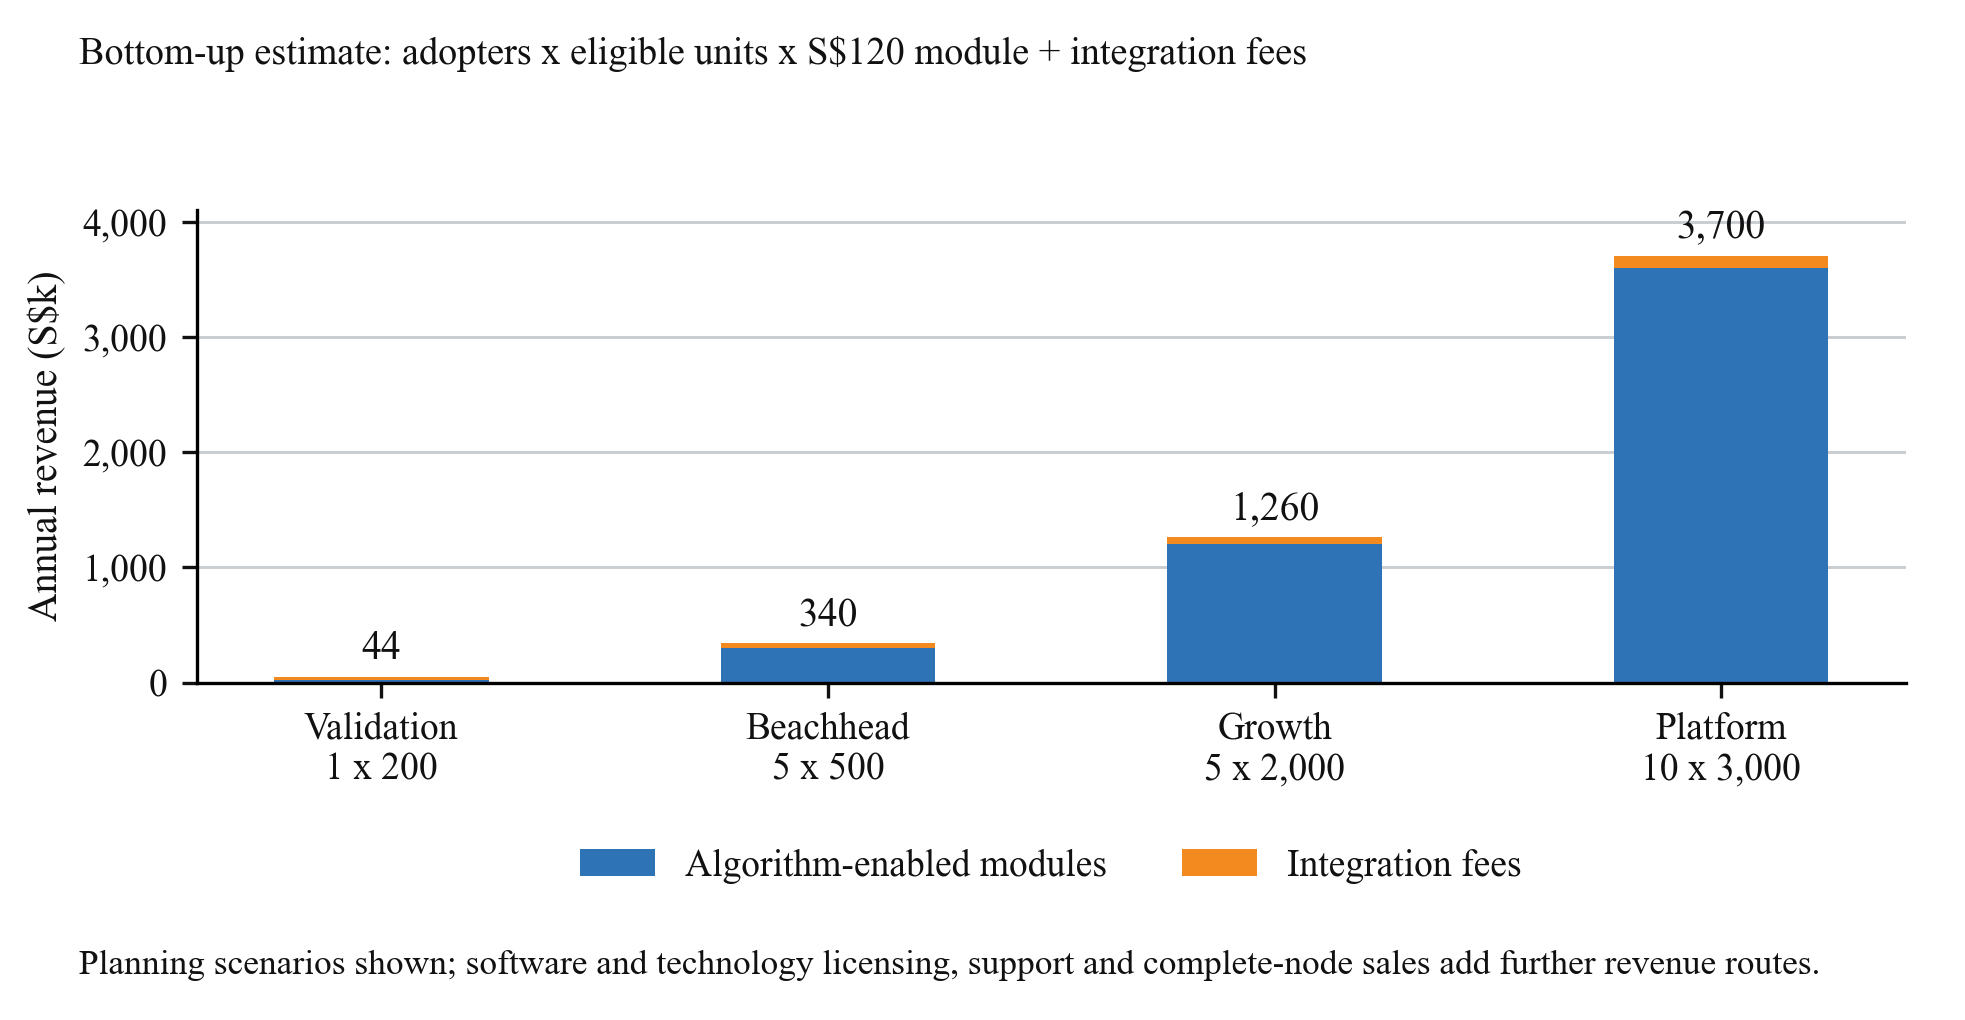 Bottom-up estimate: adopters x eligible units x S$120 module + integration fees
Annual revenue (S$k)
4,000
3,000
2,000
1,000
0
44
340
1,260
3,700
Validation
1 x 200
Beachhead
5 x 500
Growth
5 x 2,000
Platform
10 x 3,000
Algorithm-enabled modules
Integration fees
Planning scenarios shown; software and technology licensing, support and complete-node sales add further revenue routes.